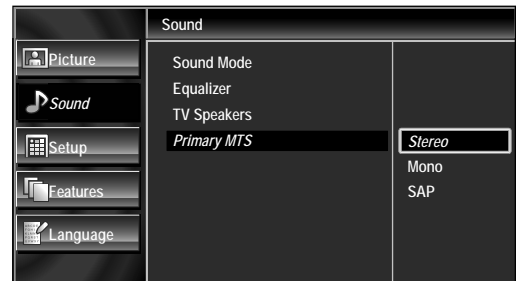 Sound
Picture
Sound
Setup
Features
Language
Sound Mode
Equalizer
TV Speakers
Primary MTS
Stereo
Mono
SAP